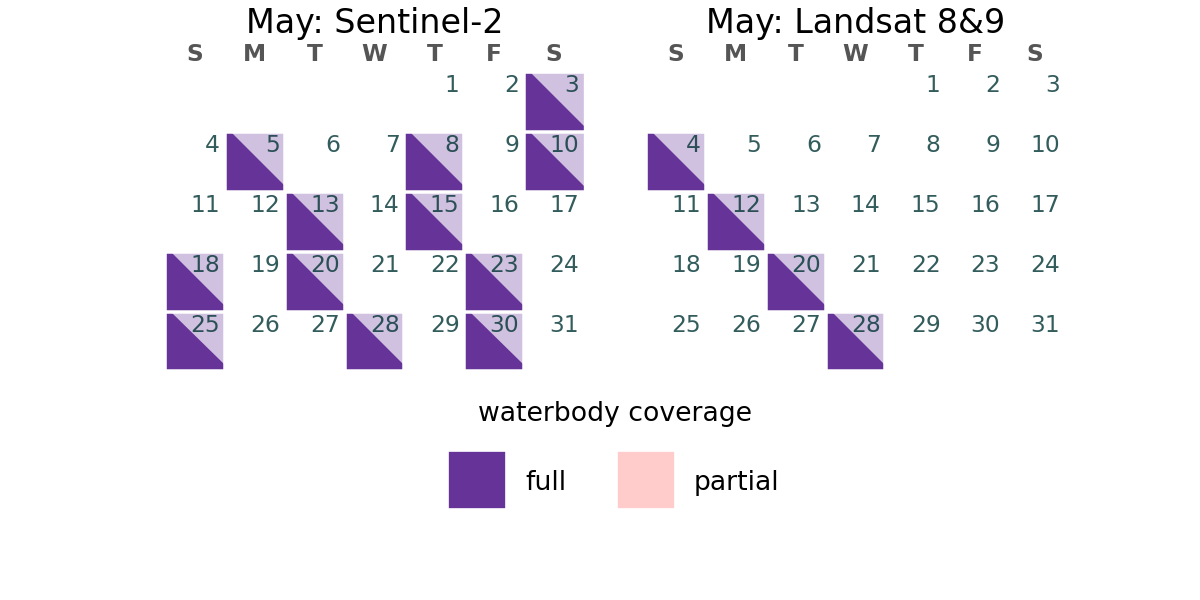 May: Sentinel-2
S M T W T F S
1 2 3
4 5 6 7 8 9 10
11 12 13 14 15 16 17
18 19 20 21 22 23 24
25 26 27 28 29 30 31
May: Landsat 8&9
S M T W T F S
1 2 3
4 5 6 7 8 9 10
11 12 13 14 15 16 17
18 19 20 21 22 23 24
25 26 27 28 29 30 31
waterbody coverage
full partial